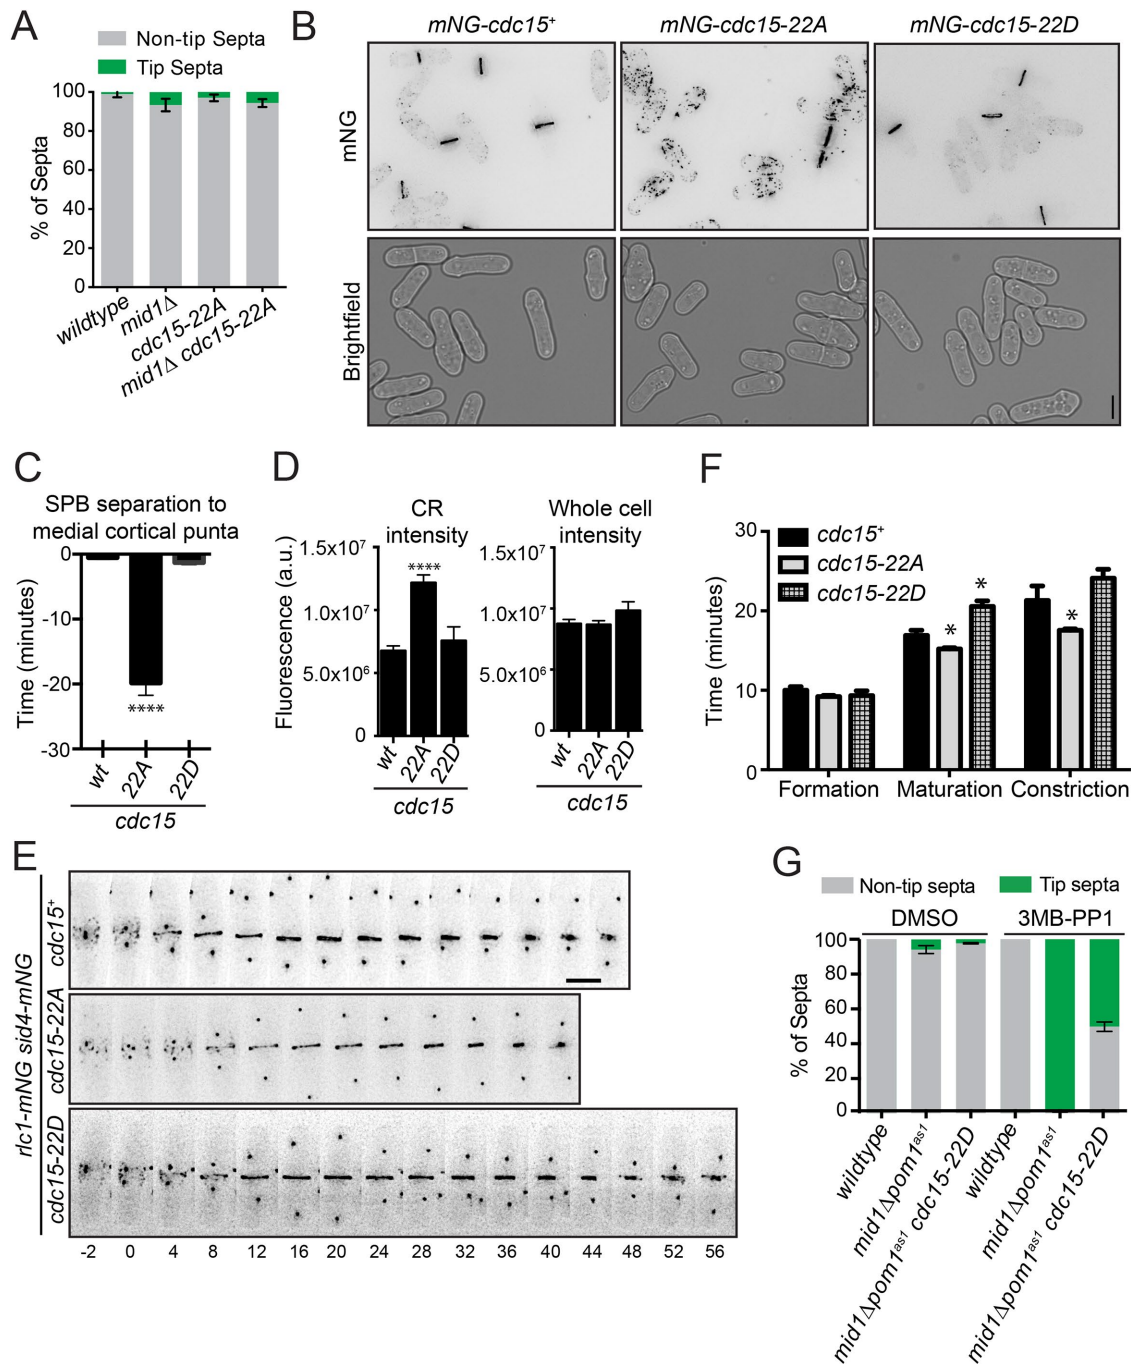 A
Non-tip Septa
Tip Septa
% of Septa
100
80
60
40
20
0
wildtype
mid1Δ
cdc15-22A
mid1Δ cdc15-22A
B
mNG-cdc15+
mNG-cdc15-22A
mNG-cdc15-22D
mNG
Brightfield
C
SPB separation to
medial cortical punta
Time (minutes)
0
-10
-20
-30
****
wt
22A
22D
cdc15
D
CR
intensity
Fluorescence (a.u.)
1.5x10⁷
1.0x10⁷
5.0x10⁶
0
****
wt
22A
22D
cdc15
Whole cell
intensity
1.5x10⁷
1.0x10⁷
5.0x10⁶
0
wt
22A
22D
cdc15
F
cdc15+
cdc15-22A
cdc15-22D
Time (minutes)
30
20
10
0
*
*
*
Formation
Maturation
Constriction
E
rlc1-mNG sid4-mNG
cdc15+
cdc15-22A
cdc15-22D
-2 0 4 8 12 16 20 24 28 32 36 40 44 48 52 56
G
Non-tip septa
Tip septa
DMSO
3MB-PP1
% of Septa
100
80
60
40
20
0
wildtype
mid1Δpom1as1
mid1Δpom1as1 cdc15-22D
wildtype
mid1Δpom1as1
mid1Δpom1as1 cdc15-22D